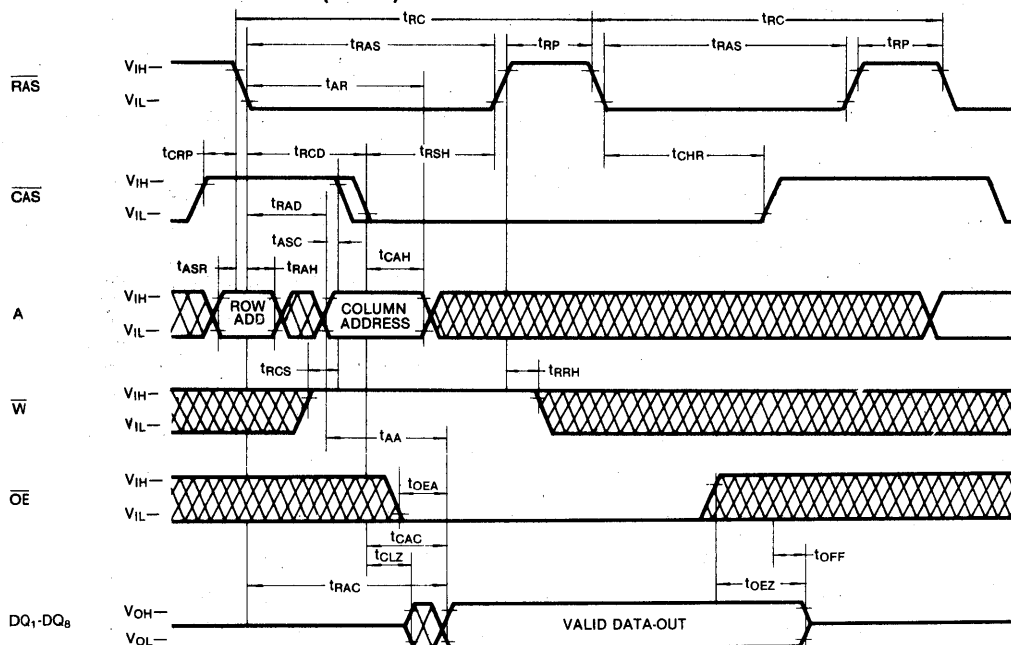 tRC tRC
tRAS tRP tRAS tRP
RAS VIH—
tAR
VIL—
tCRP tRCD tRSH tCHR
CAS VIH—
VIL—
tRAD
tASC
tASR tRAH tCAH
A VIH—
ROW ADD
COLUMN ADDRESS
VIL—
tRCS tRRH
W VIH—
VIL—
tAA
OE VIH—
tOEA
VIL—
tCAC
tCLZ tOFF
tRAC tOEZ
DQ1-DQ8 VOH—
VALID DATA-OUT
VOL—